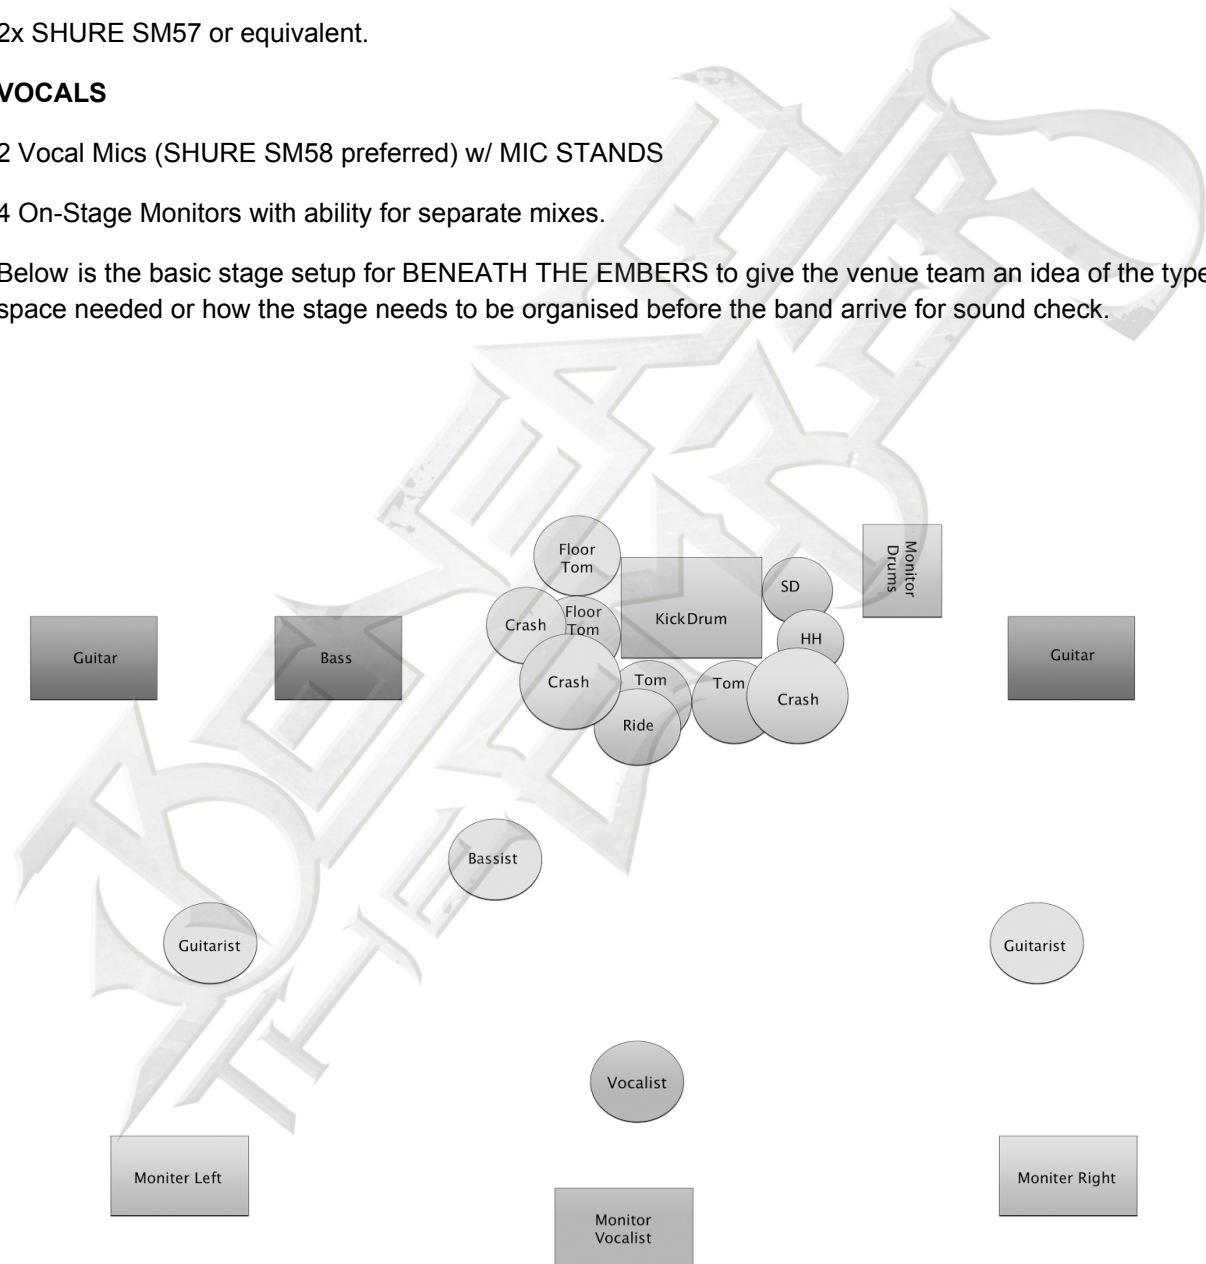 2x SHURE SM57 or equivalent.
VOCALS
2 Vocal Mics (SHURE SM58 preferred) w/ MIC STANDS
4 On-Stage Monitors with ability for separate mixes.
Below is the basic stage setup for BENEATH THE EMBERS to give the venue team an idea of the type
space needed or how the stage needs to be organised before the band arrive for sound check.
BENEATH
THE EMBERS
Floor
Tom
Monitor
Drums
SD
Crash
Floor
Tom
KickDrum
HH
Guitar
Bass
Guitar
Crash
Tom
Tom
Crash
Ride
Bassist
Guitarist
Guitarist
Vocalist
Moniter Left
Moniter Right
Monitor
Vocalist